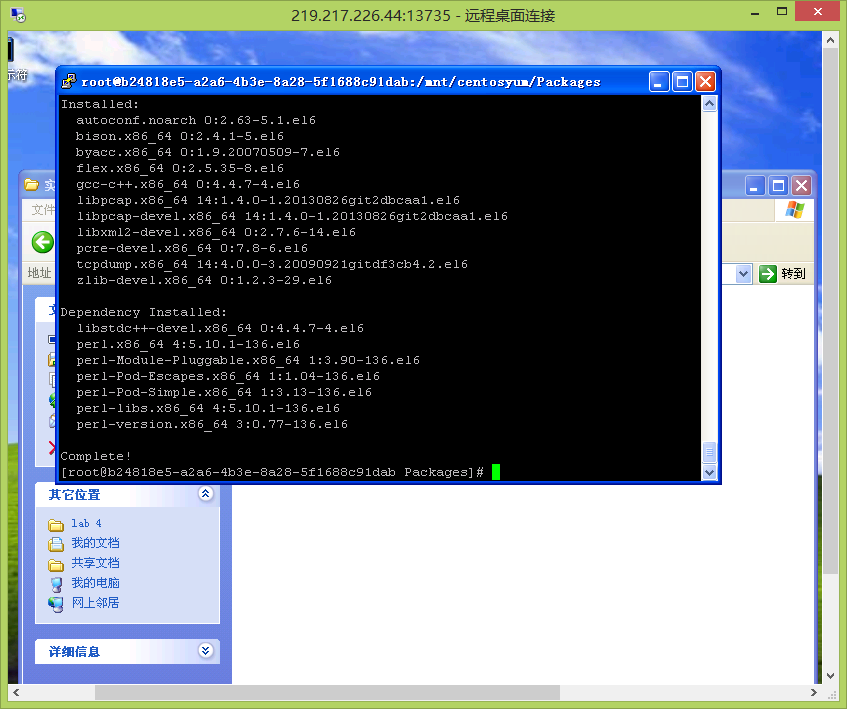 219.217.226.44:13735 - 远程桌面连接
示符
root@b24818e5-a2a6-4b3e-8a28-5f1688c91dab:/mnt/centosyum/Packages
Installed:
autoconf.noarch 0:2.63-5.1.el6
bison.x86_64 0:2.4.1-5.el6
byacc.x86_64 0:1.9.20070509-7.el6
flex.x86_64 0:2.5.35-8.el6
gcc-c++.x86_64 0:4.4.7-4.el6
libpcap.x86_64 14:1.4.0-1.20130826git2dbcaa1.el6
libpcap-devel.x86_64 14:1.4.0-1.20130826git2dbcaa1.el6
libxml2-devel.x86_64 0:2.7.6-14.el6
pcre-devel.x86_64 0:7.8-6.el6
tcpdump.x86_64 14:4.0.0-3.20090921gitdf3cb4.2.el6
zlib-devel.x86_64 0:1.2.3-29.el6
Dependency Installed:
libstdc++-devel.x86_64 0:4.4.7-4.el6
perl.x86_64 4:5.10.1-136.el6
perl-Module-Pluggable.x86_64 1:3.90-136.el6
perl-Pod-Escapes.x86_64 1:1.04-136.el6
perl-Pod-Simple.x86_64 1:3.13-136.el6
perl-libs.x86_64 4:5.10.1-136.el6
perl-version.x86_64 3:0.77-136.el6
Complete!
[root@b24818e5-a2a6-4b3e-8a28-5f1688c91dab Packages]#
实
文件
地址
转到
其它位置
lab 4
我的文档
共享文档
我的电脑
网上邻居
详细信息